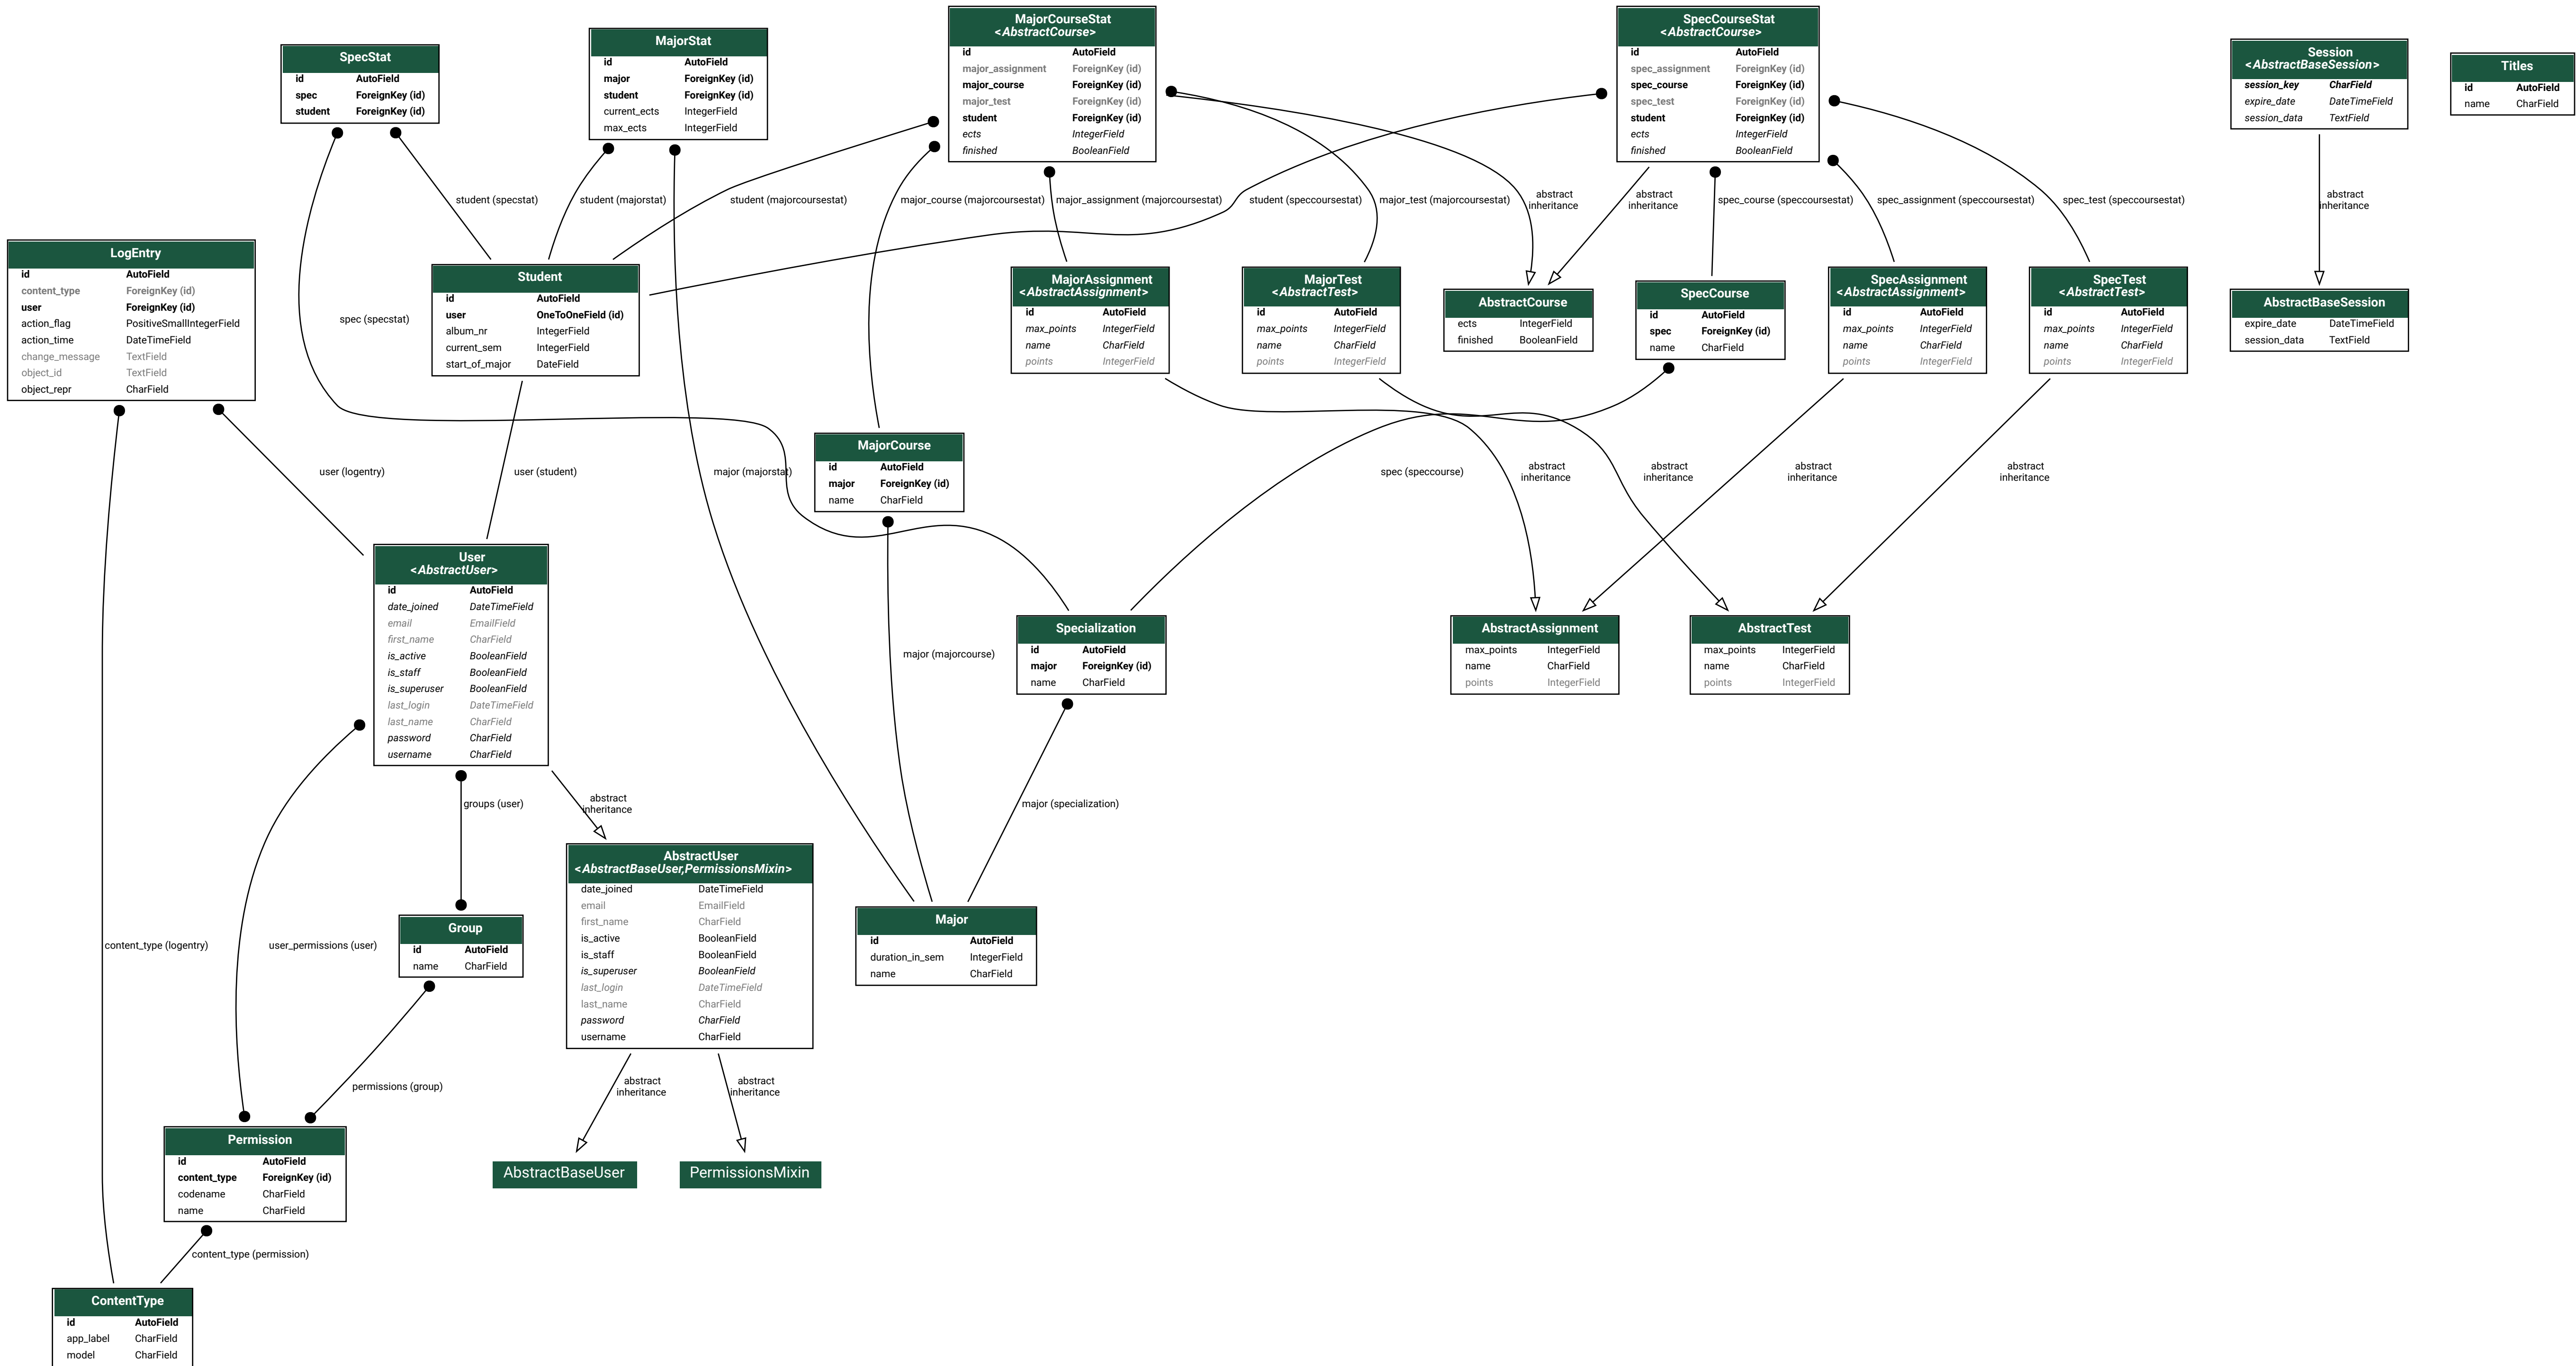 SpecStat
id AutoField
spec ForeignKey (id)
student ForeignKey (id)
MajorStat
id AutoField
major ForeignKey (id)
student ForeignKey (id)
current_ects IntegerField
max_ects IntegerField
MajorCourseStat
<AbstractCourse>
id AutoField
major_assignment ForeignKey (id)
major_course ForeignKey (id)
major_test ForeignKey (id)
student ForeignKey (id)
ects IntegerField
finished BooleanField
SpecCourseStat
<AbstractCourse>
id AutoField
spec_assignment ForeignKey (id)
spec_course ForeignKey (id)
spec_test ForeignKey (id)
student ForeignKey (id)
ects IntegerField
finished BooleanField
Session
<AbstractBaseSession>
session_key CharField
expire_date DateTimeField
session_data TextField
Titles
id AutoField
name CharField
student (specstat)
student (majorstat)
student (majorcoursestat)
major_course (majorcoursestat)
major_assignment (majorcoursestat)
student (speccoursestat)
major_test (majorcoursestat)
abstract
inheritance
abstract
inheritance
spec_course (speccoursestat)
spec_assignment (speccoursestat)
spec_test (speccoursestat)
abstract
inheritance
LogEntry
id AutoField
content_type ForeignKey (id)
user ForeignKey (id)
action_flag PositiveSmallIntegerField
action_time DateTimeField
change_message TextField
object_id TextField
object_repr CharField
spec (specstat)
Student
id AutoField
user OneToOneField (id)
album_nr IntegerField
current_sem IntegerField
start_of_major DateField
MajorAssignment
<AbstractAssignment>
id AutoField
max_points IntegerField
name CharField
points IntegerField
MajorTest
<AbstractTest>
id AutoField
max_points IntegerField
name CharField
points IntegerField
AbstractCourse
ects IntegerField
finished BooleanField
SpecCourse
id AutoField
spec ForeignKey (id)
name CharField
SpecAssignment
<AbstractAssignment>
id AutoField
max_points IntegerField
name CharField
points IntegerField
SpecTest
<AbstractTest>
id AutoField
max_points IntegerField
name CharField
points IntegerField
AbstractBaseSession
expire_date DateTimeField
session_data TextField
user (logentry)
user (student)
major (majorstat)
MajorCourse
id AutoField
major ForeignKey (id)
name CharField
spec (speccourse)
abstract
inheritance
abstract
inheritance
abstract
inheritance
abstract
inheritance
User
<AbstractUser>
id AutoField
date_joined DateTimeField
email EmailField
first_name CharField
is_active BooleanField
is_staff BooleanField
is_superuser BooleanField
last_login DateTimeField
last_name CharField
password CharField
username CharField
major (majorcourse)
Specialization
id AutoField
major ForeignKey (id)
name CharField
AbstractAssignment
max_points IntegerField
name CharField
points IntegerField
AbstractTest
max_points IntegerField
name CharField
points IntegerField
groups (user)
abstract
inheritance
major (specialization)
content_type (logentry)
user_permissions (user)
Group
id AutoField
name CharField
AbstractUser
<AbstractBaseUser,PermissionsMixin>
date_joined DateTimeField
email EmailField
first_name CharField
is_active BooleanField
is_staff BooleanField
is_superuser BooleanField
last_login DateTimeField
last_name CharField
password CharField
username CharField
Major
id AutoField
duration_in_sem IntegerField
name CharField
permissions (group)
abstract
inheritance
abstract
inheritance
Permission
id AutoField
content_type ForeignKey (id)
codename CharField
name CharField
AbstractBaseUser
PermissionsMixin
content_type (permission)
ContentType
id AutoField
app_label CharField
model CharField